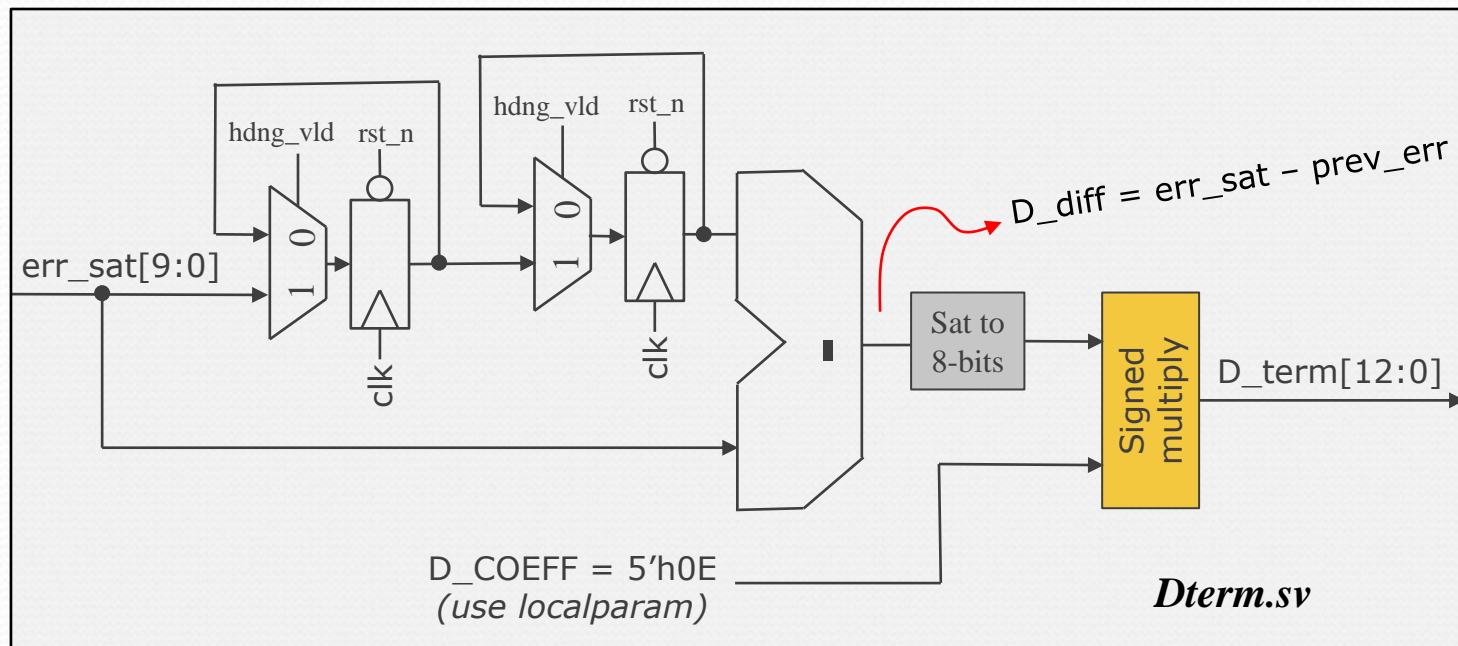 hdng_vld
rst_n
hdng_vld
rst_n
D_diff = err_sat – prev_err
err_sat[9:0]
0
1
0
1
clk
clk
-
Sat to
8-bits
Signed
multiply
D_term[12:0]
D_COEFF = 5’h0E
(use localparam)
Dterm.sv